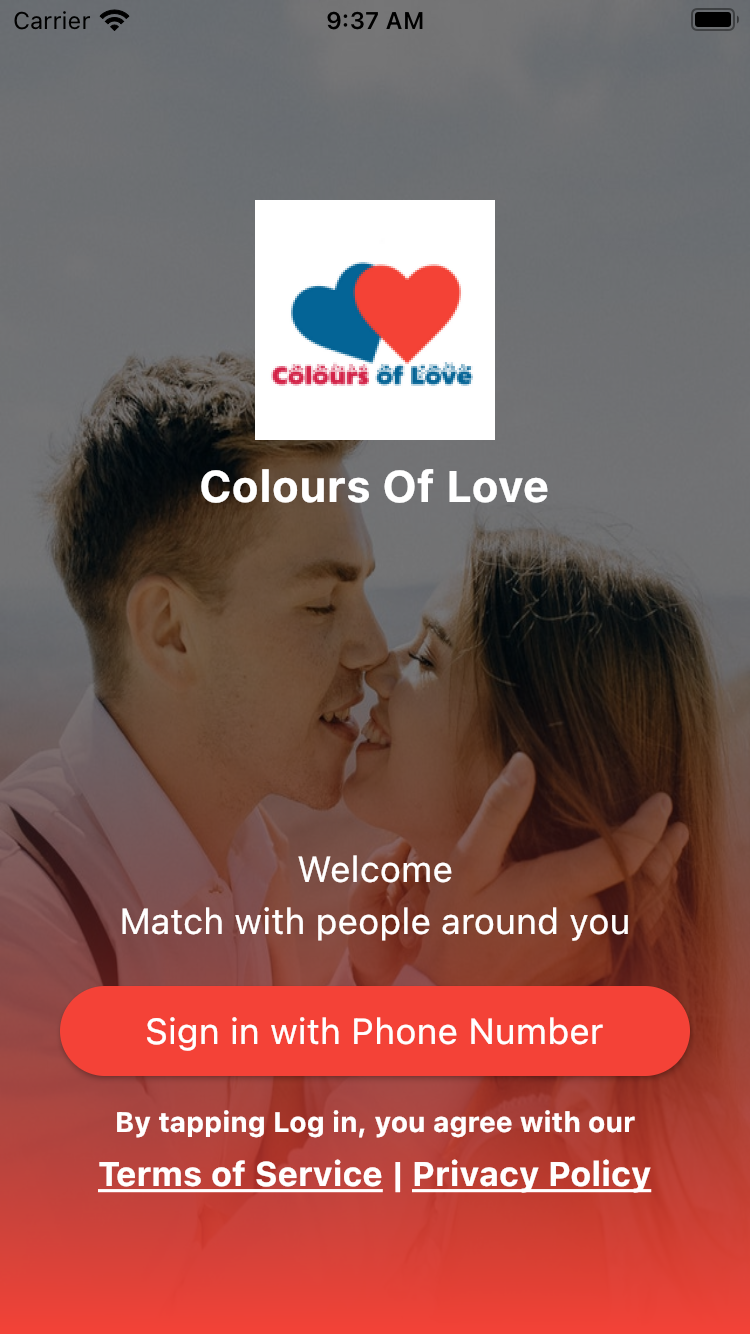 Carrier 9:37 AM
Colours of Love
Colours Of Love
Welcome
Match with people around you
Sign in with Phone Number
By tapping Log in, you agree with our
Terms of Service | Privacy Policy